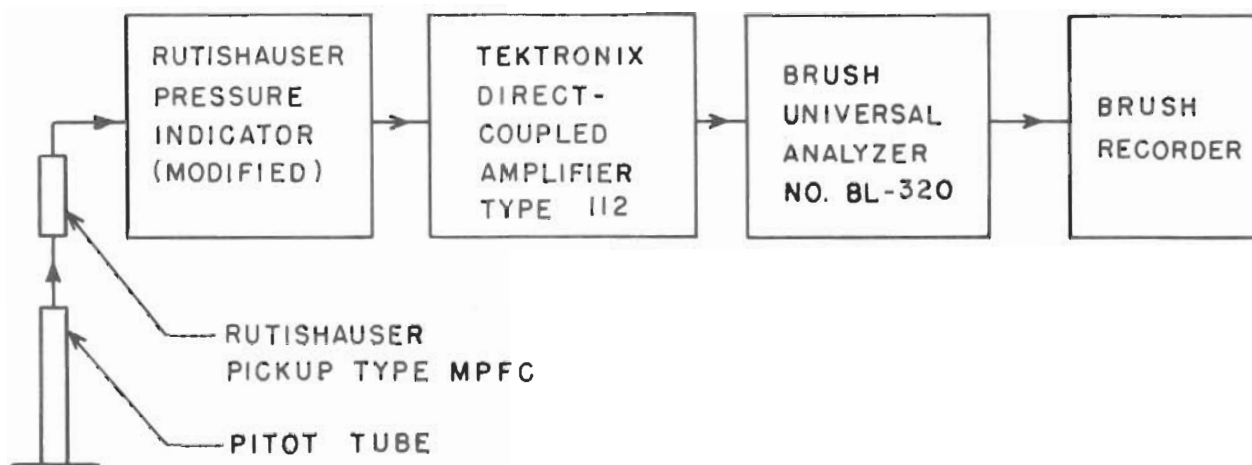 RUTISHAUSER
PRESSURE
INDICATOR
(MODIFIED)
TEKTRONIX
DIRECT-
COUPLED
AMPLIFIER
TYPE 112
BRUSH
UNIVERSAL
ANALYZER
NO. BL-320
BRUSH
RECORDER
RUTISHAUSER
PICKUP TYPE MPFC
PITOT TUBE